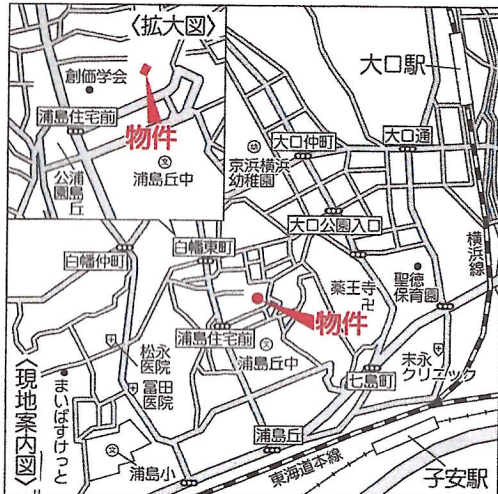 〈拡大図〉
創価学会
浦島住宅前
物件
浦島丘中
公園
浦島丘
大口駅
大口仲町
大口通
京浜横浜
幼稚園
大口公園入口
横浜線
白幡仲町
白幡東町
薬王寺
聖徳
保育園
物件
浦島住宅前
浦島丘中
松永
医院
冨田
医院
七島町
末永
クリニック
〈現地案内図〉
まいばすけっと
浦島小
浦島丘
東海道本線
子安駅